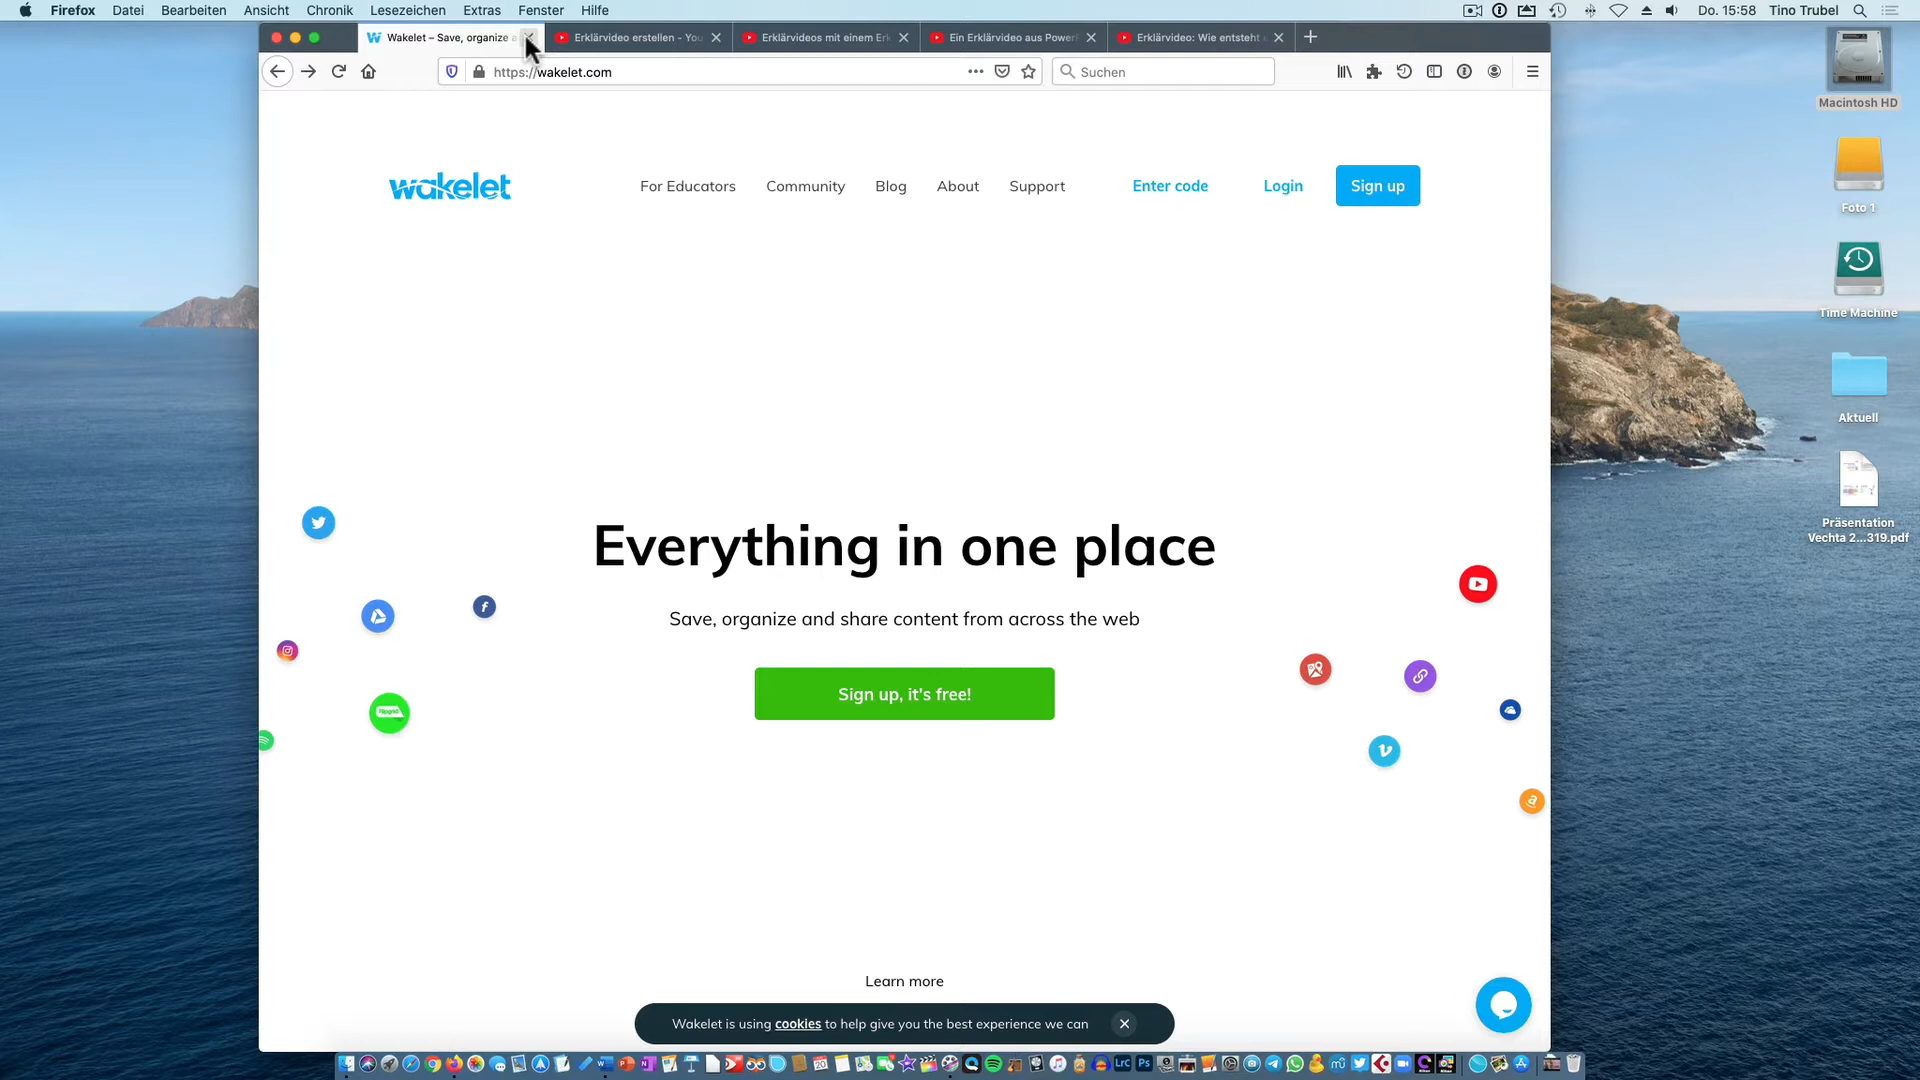 Firefox Datei Bearbeiten Ansicht Chronik Lesezeichen Extras Fenster Hilfe Do. 15:58 Tino Trubel
Wakelet – Save, organize Erklärvideo erstellen - You Erklärvideos mit einem Erk Ein Erklärvideo aus Power Erklärvideo: Wie entsteht
https://wakelet.com Suchen
Macintosh HD
wakelet For Educators Community Blog About Support Enter code Login Sign up
Foto 1
Time Machine
Aktuell
Präsentation
Vechta 2...319.pdf
Everything in one place
Save, organize and share content from across the web
Sign up, it's free!
Learn more
Wakelet is using cookies to help give you the best experience we can